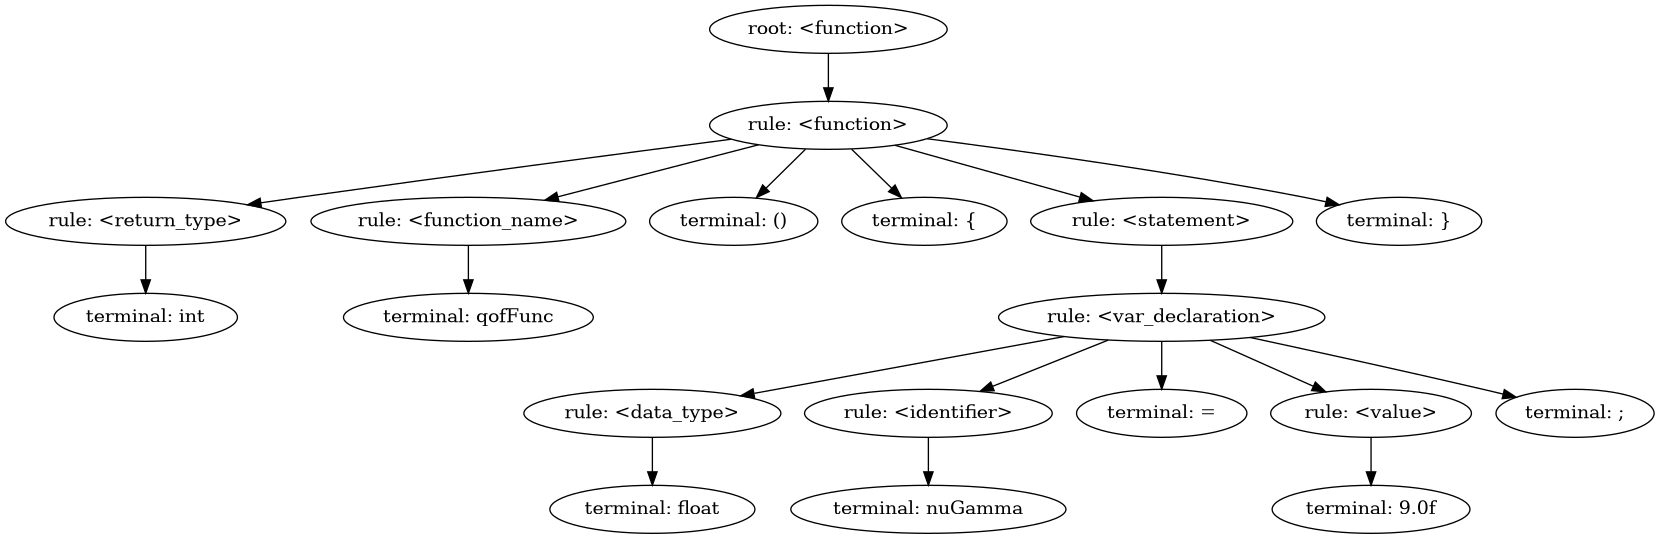 root: <function>
rule: <function>
rule: <return_type>
rule: <function_name>
terminal: ()
terminal: {
rule: <statement>
terminal: }
terminal: int
terminal: qofFunc
rule: <var_declaration>
rule: <data_type>
rule: <identifier>
terminal: =
rule: <value>
terminal: ;
terminal: float
terminal: nuGamma
terminal: 9.0f